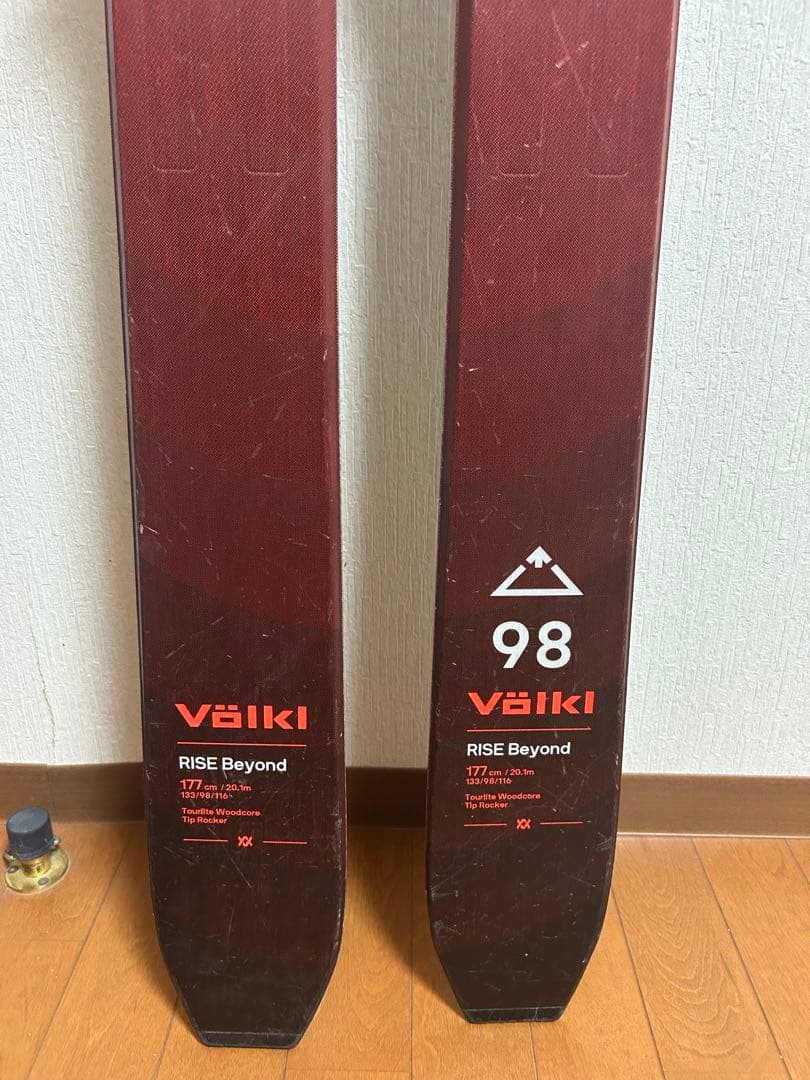 Völkl
RISE Beyond
177 cm / 20.1m
133/98/116
Tourlite Woodcore
Tip Rocker
98
Völkl
RISE Beyond
177 cm / 20.1m
133/98/116
Tourlite Woodcore
Tip Rocker